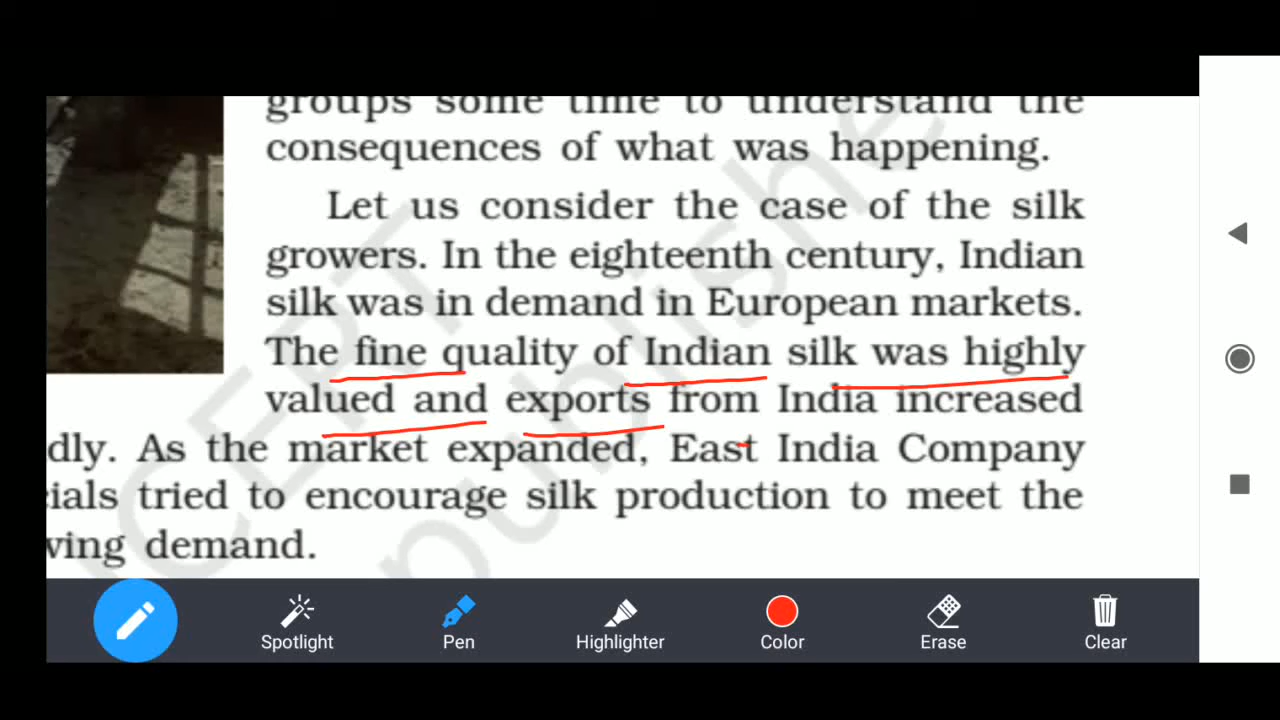 groups some time to understand the
consequences of what was happening.
Let us consider the case of the silk
growers. In the eighteenth century, Indian
silk was in demand in European markets.
The fine quality of Indian silk was highly
valued and exports from India increased
dly. As the market expanded, East India Company
cials tried to encourage silk production to meet the
wing demand.
Spotlight
Pen
Highlighter
Color
Erase
Clear